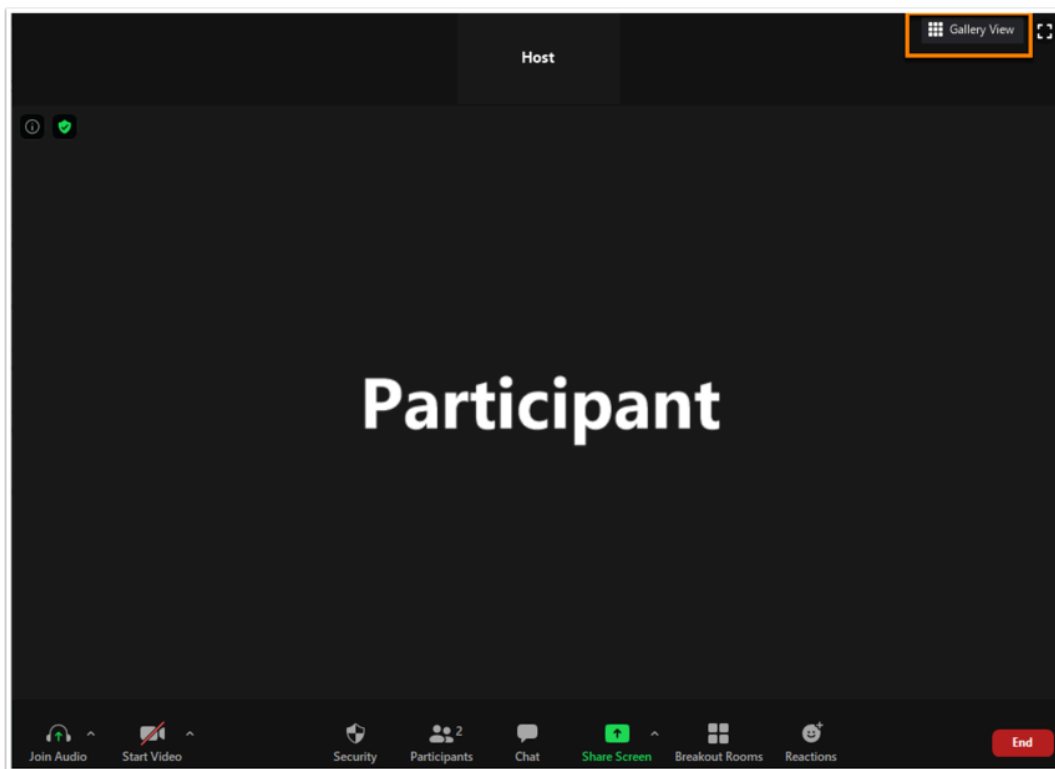 Gallery View
Host
Participant
2
Join Audio
Start Video
Security
Participants
Chat
Share Screen
Breakout Rooms
Reactions
End